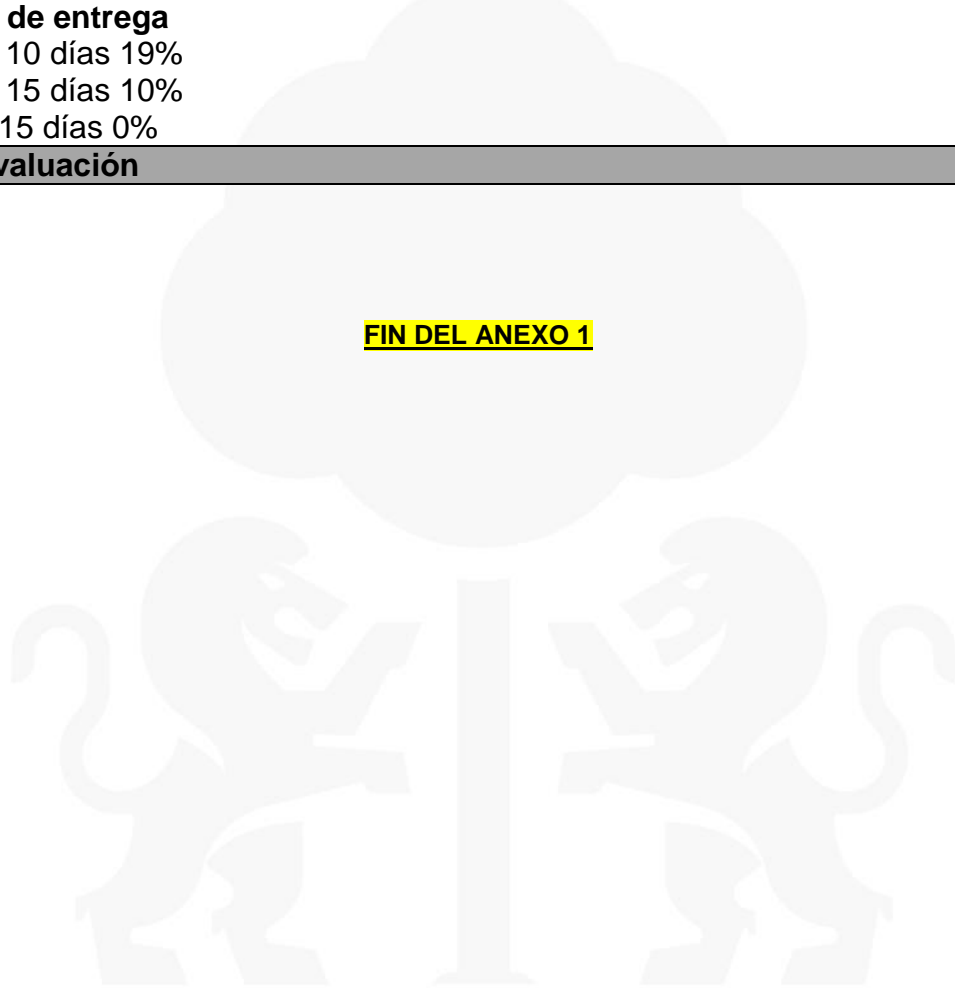 de entrega
10 días 19%
15 días 10%
15 días 0%
valuación
FIN DEL ANEXO 1